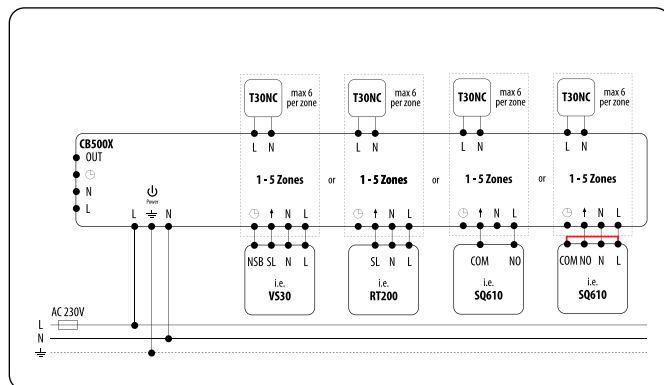 T30NC max 6 per zone T30NC max 6 per zone T30NC max 6 per zone T30NC max 6 per zone
CB500X
OUT
N
L
Power
L N
L N L N L N L N
1 - 5 Zones or 1 - 5 Zones or 1 - 5 Zones or 1 - 5 Zones
N L N L N L N L
NSB SL N L SL N L COM NO COM NO N L
i.e. i.e. i.e. i.e.
VS30 RT200 SQ610 SQ610
AC 230V
L
N